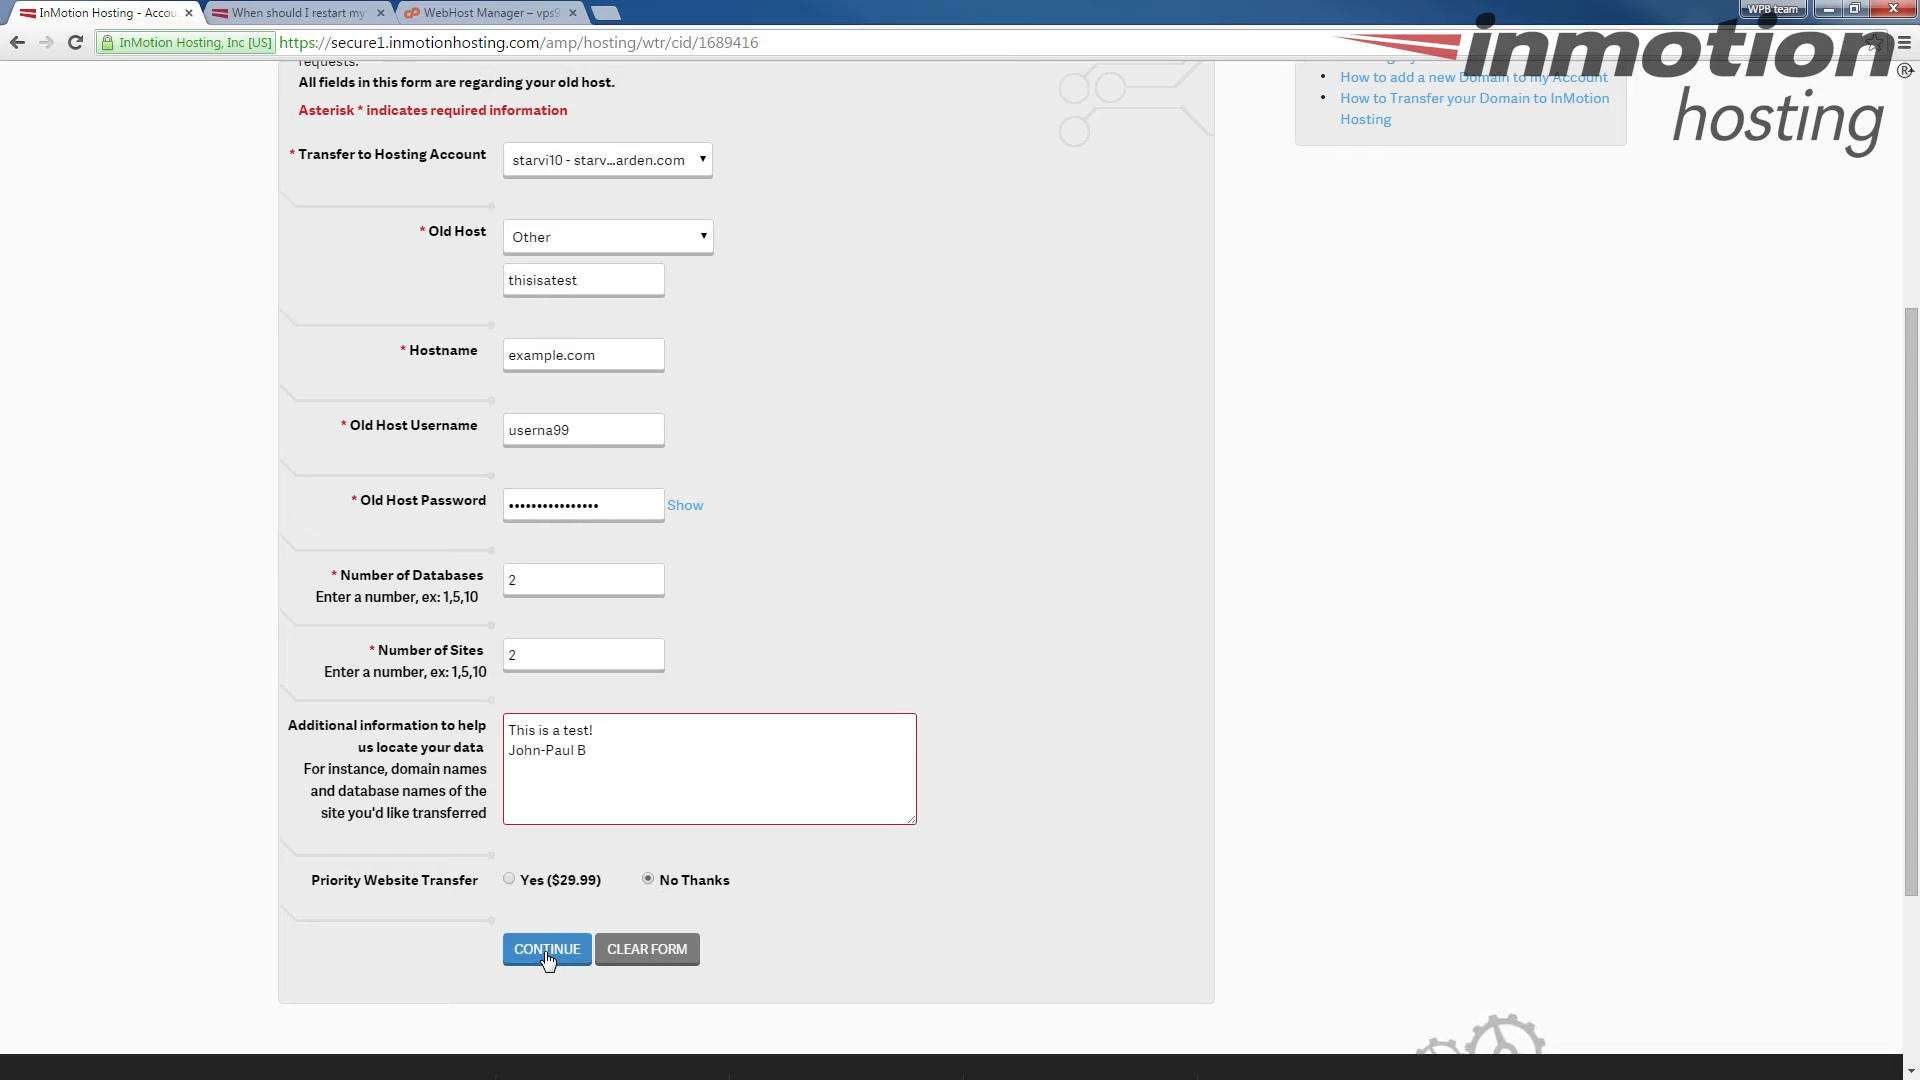 InMotion Hosting - Accou
When should I restart my
WebHost Manager – vps9
WPB team
InMotion Hosting, Inc [US] https://secure1.inmotionhosting.com/amp/hosting/wtr/cid/1689416
inmotion
hosting
requests.
All fields in this form are regarding your old host.
Asterisk * indicates required information
How to add a new Domain to my Account
How to Transfer your Domain to InMotion
Hosting
* Transfer to Hosting Account starvi10 - starv...arden.com
* Old Host Other
thisisatest
* Hostname example.com
* Old Host Username userna99
* Old Host Password •••••••••••••••• Show
* Number of Databases 2
Enter a number, ex: 1,5,10
* Number of Sites 2
Enter a number, ex: 1,5,10
Additional information to help
us locate your data
For instance, domain names
and database names of the
site you'd like transferred
This is a test!
John-Paul B
Priority Website Transfer Yes ($29.99) No Thanks
CONTINUE CLEAR FORM